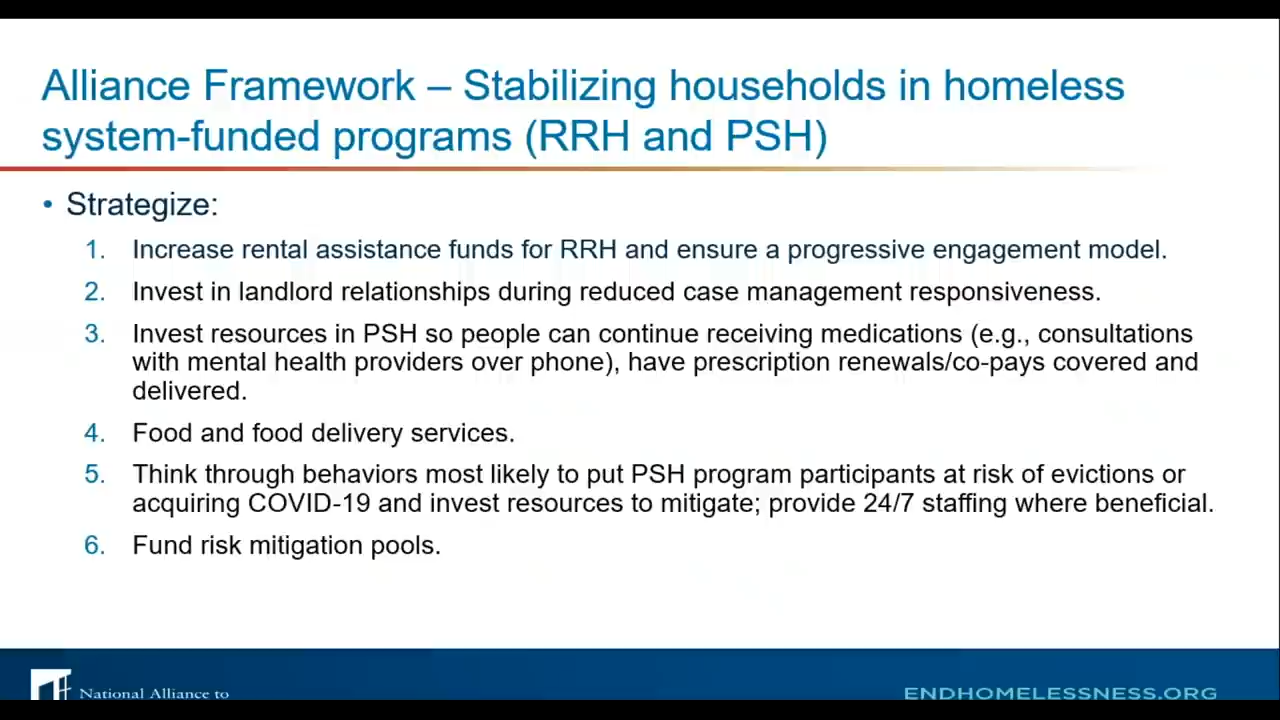 Alliance Framework – Stabilizing households in homeless
system-funded programs (RRH and PSH)
• Strategize:
1. Increase rental assistance funds for RRH and ensure a progressive engagement model.
2. Invest in landlord relationships during reduced case management responsiveness.
3. Invest resources in PSH so people can continue receiving medications (e.g., consultations
with mental health providers over phone), have prescription renewals/co-pays covered and
delivered.
4. Food and food delivery services.
5. Think through behaviors most likely to put PSH program participants at risk of evictions or
acquiring COVID-19 and invest resources to mitigate; provide 24/7 staffing where beneficial.
6. Fund risk mitigation pools.
National Alliance to
ENDHOMELESSNESS.ORG